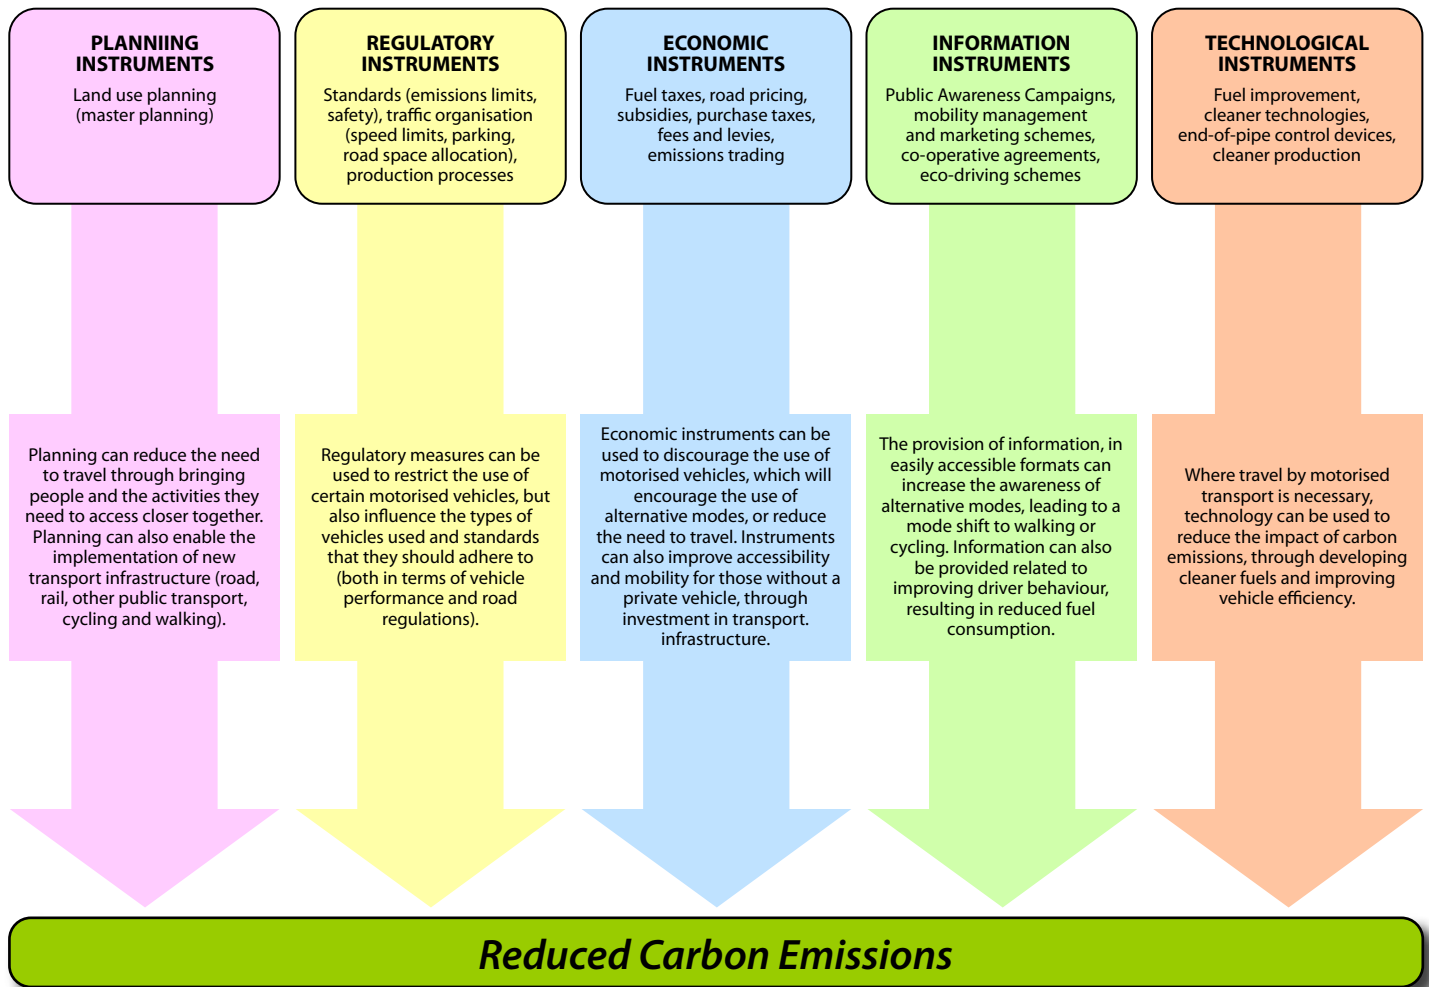 PLANNIING
INSTRUMENTS
Land use planning
(master planning)
REGULATORY
INSTRUMENTS
Standards (emissions limits,
safety), traffic organisation
(speed limits, parking,
road space allocation),
production processes
ECONOMIC
INSTRUMENTS
Fuel taxes, road pricing,
subsidies, purchase taxes,
fees and levies,
emissions trading
INFORMATION
INSTRUMENTS
Public Awareness Campaigns,
mobility management
and marketing schemes,
co-operative agreements,
eco-driving schemes
TECHNOLOGICAL
INSTRUMENTS
Fuel improvement,
cleaner technologies,
end-of-pipe control devices,
cleaner production
Planning can reduce the need
to travel through bringing
people and the activities they
need to access closer together.
Planning can also enable the
implementation of new
transport infrastructure (road,
rail, other public transport,
cycling and walking).
Regulatory measures can be
used to restrict the use of
certain motorised vehicles, but
also influence the types of
vehicles used and standards
that they should adhere to
(both in terms of vehicle
performance and road
regulations).
Economic instruments can be
used to discourage the use of
motorised vehicles, which will
encourage the use of
alternative modes, or reduce
the need to travel. Instruments
can also improve accessibility
and mobility for those without a
private vehicle, through
investment in transport.
infrastructure.
The provision of information, in
easily accessible formats can
increase the awareness of
alternative modes, leading to a
mode shift to walking or
cycling. Information can also
be provided related to
improving driver behaviour,
resulting in reduced fuel
consumption.
Where travel by motorised
transport is necessary,
technology can be used to
reduce the impact of carbon
emissions, through developing
cleaner fuels and improving
vehicle efficiency.
Reduced Carbon Emissions